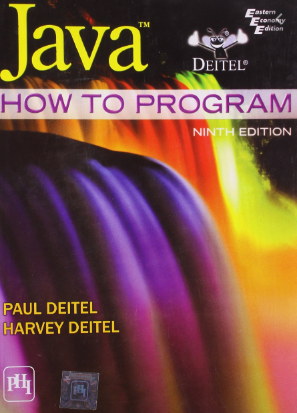 Java™
Eastern
Economy
Edition
DEITEL®
HOW TO PROGRAM
NINTH EDITION
PAUL DEITEL
HARVEY DEITEL
PHI